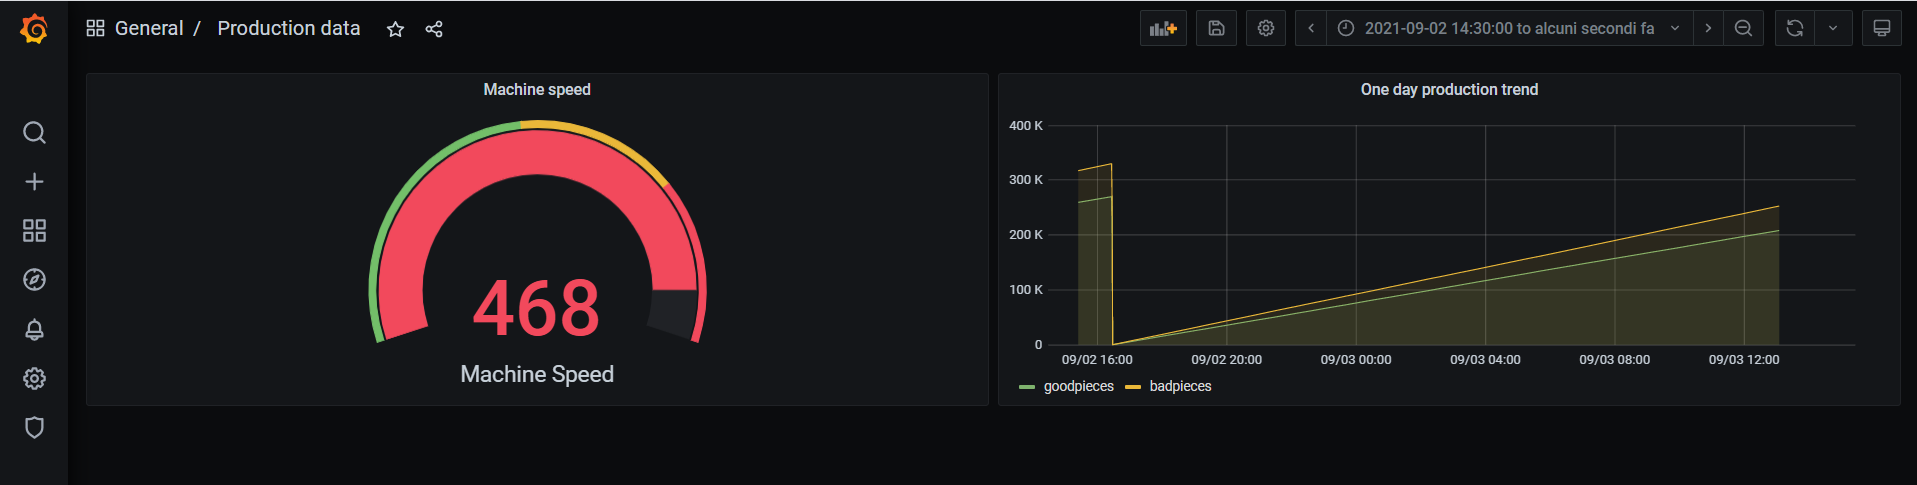 General / Production data
2021-09-02 14:30:00 to alcuni secondi fa
Machine speed
468
Machine Speed
One day production trend
400 K
300 K
200 K
100 K
0
09/02 16:00 09/02 20:00 09/03 00:00 09/03 04:00 09/03 08:00 09/03 12:00
goodpieces badpieces